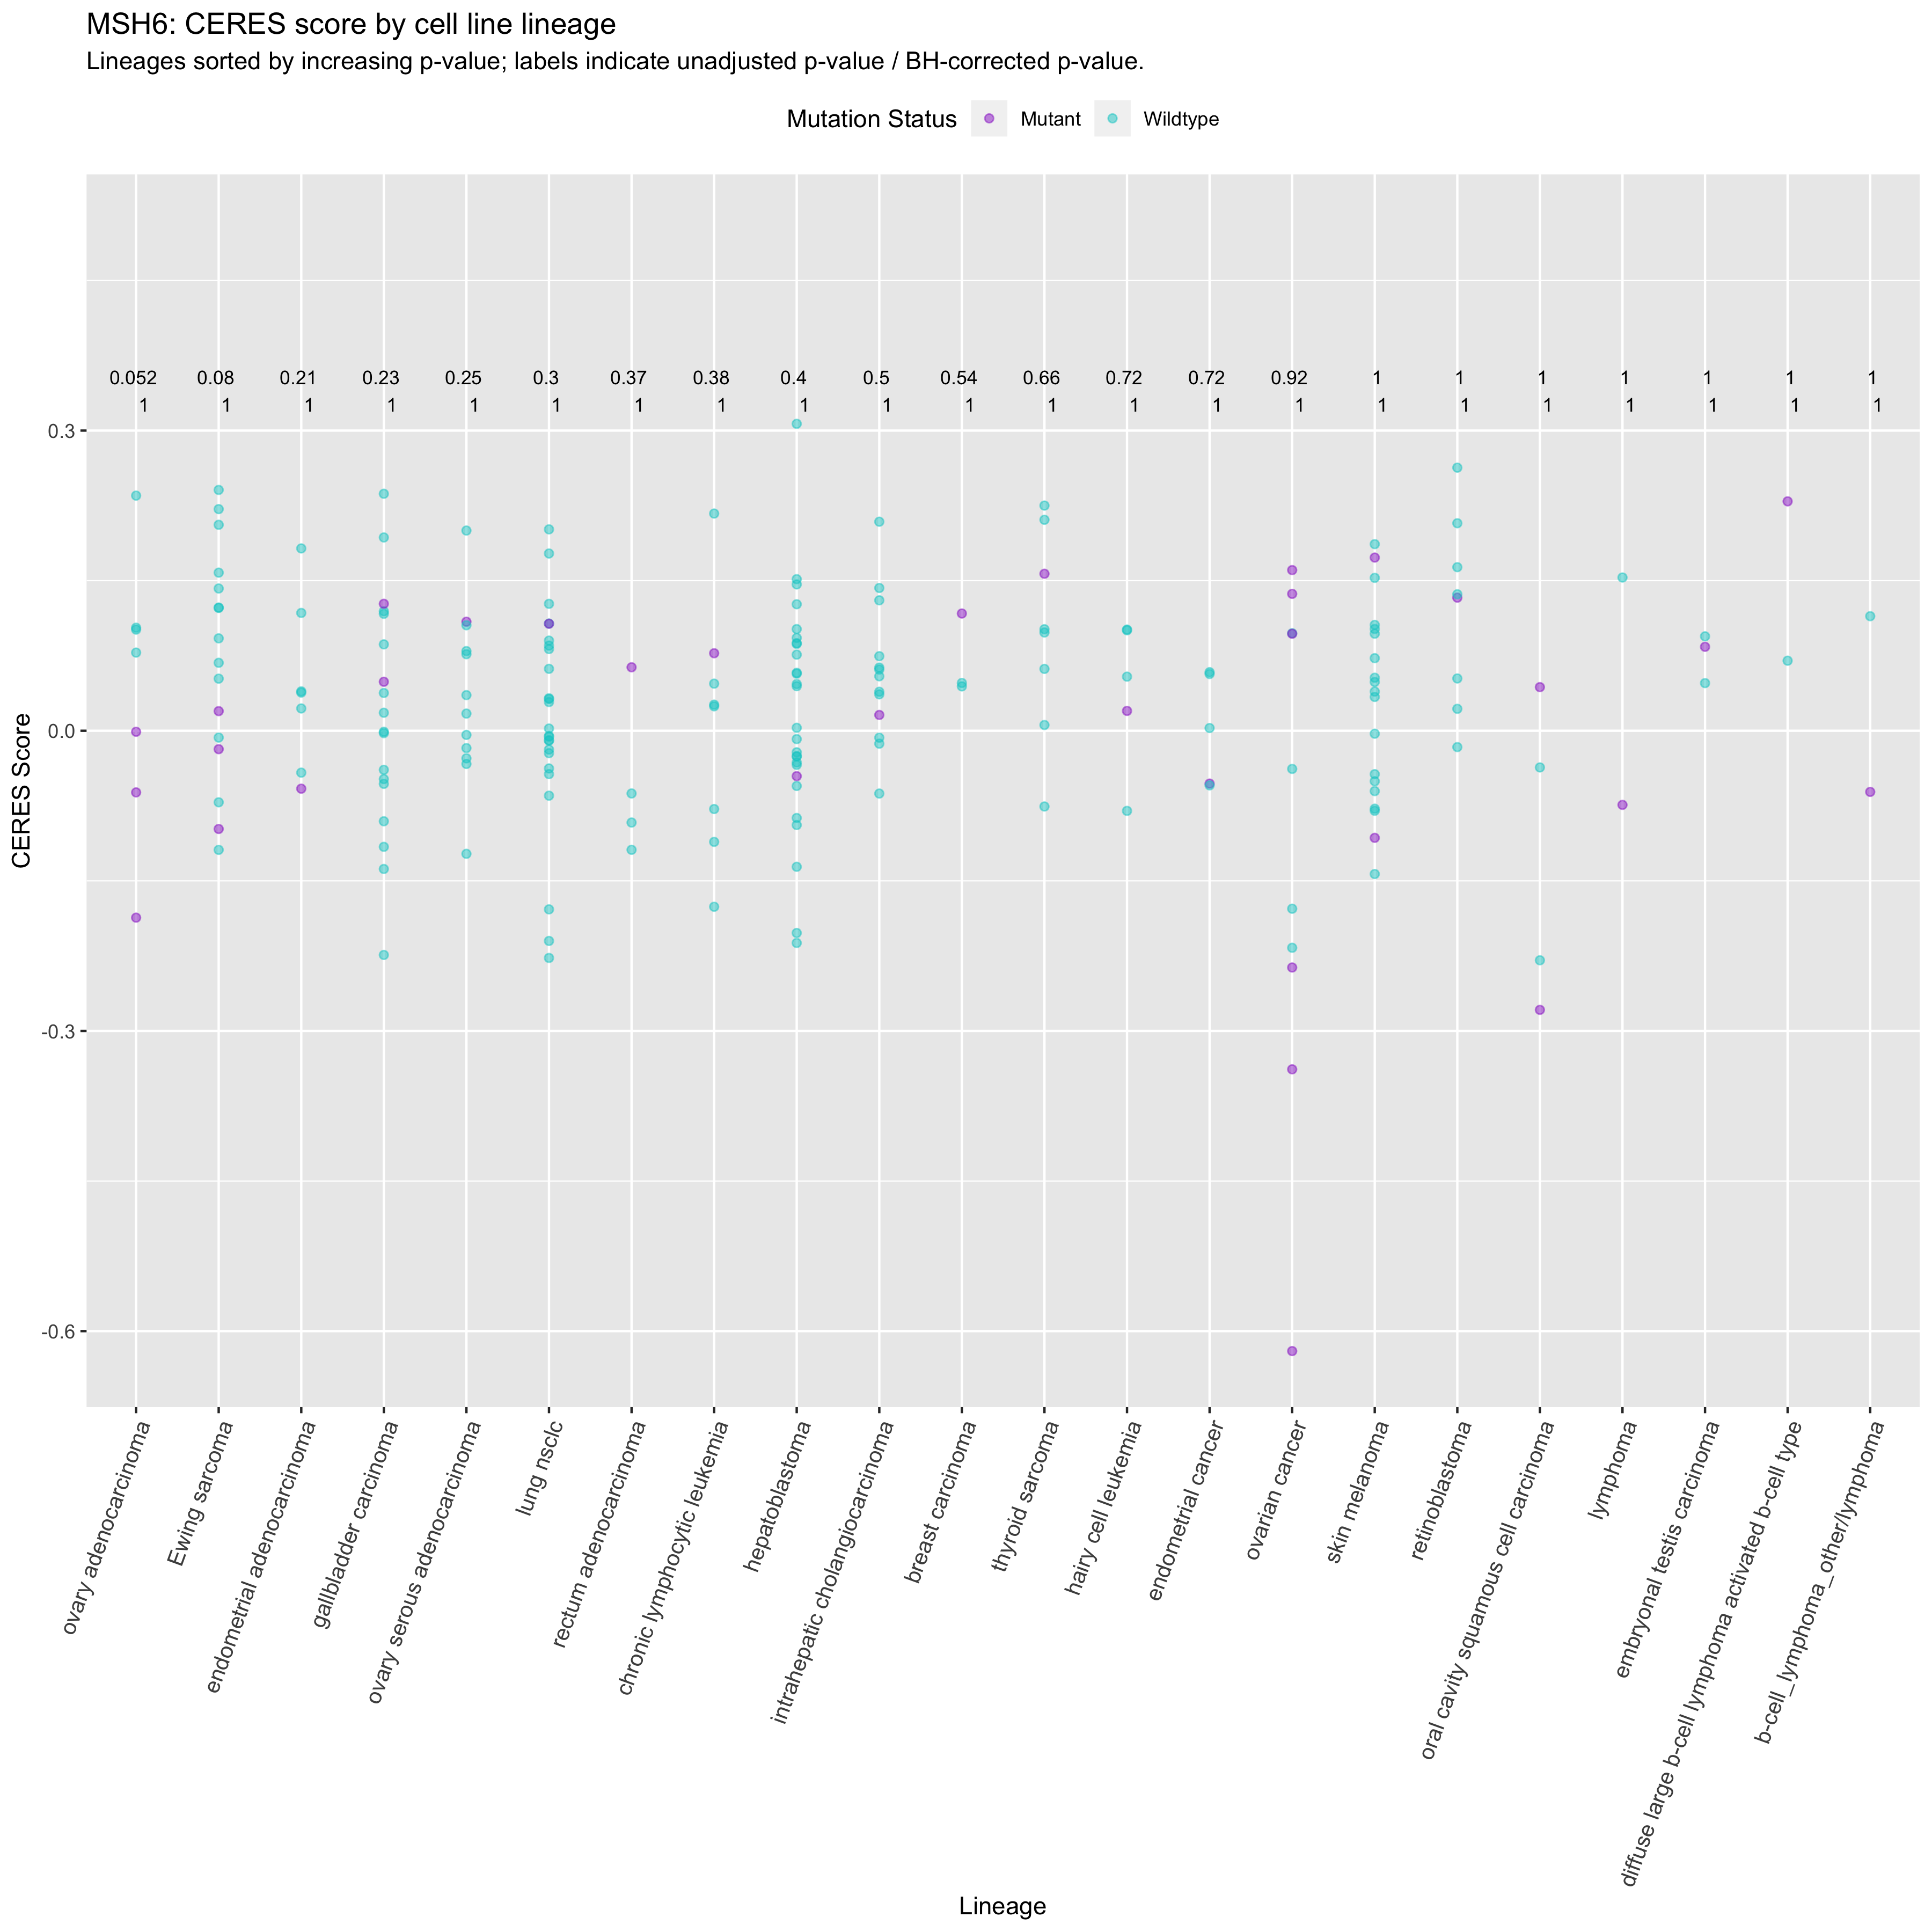 MSH6: CERES score by cell line lineage
Lineages sorted by increasing p-value; labels indicate unadjusted p-value / BH-corrected p-value.
Mutation Status Mutant Wildtype
0.052 0.08 0.21 0.23 0.25 0.3 0.37 0.38 0.4 0.5 0.54 0.66 0.72 0.72 0.92 1 1 1 1 1 1 1
1 1 1 1 1 1 1 1 1 1 1 1 1 1 1 1 1 1 1 1 1 1
0.3
0.0
-0.3
-0.6
CERES Score
ovary adenocarcinoma
Ewing sarcoma
endometrial adenocarcinoma
gallbladder carcinoma
ovary serous adenocarcinoma
lung nsclc
rectum adenocarcinoma
chronic lymphocytic leukemia
hepatoblastoma
intrahepatic cholangiocarcinoma
breast carcinoma
thyroid sarcoma
hairy cell leukemia
endometrial cancer
ovarian cancer
skin melanoma
retinoblastoma
oral cavity squamous cell carcinoma
lymphoma
embryonal testis carcinoma
diffuse large b-cell lymphoma activated b-cell type
b-cell_lymphoma_other/lymphoma
Lineage